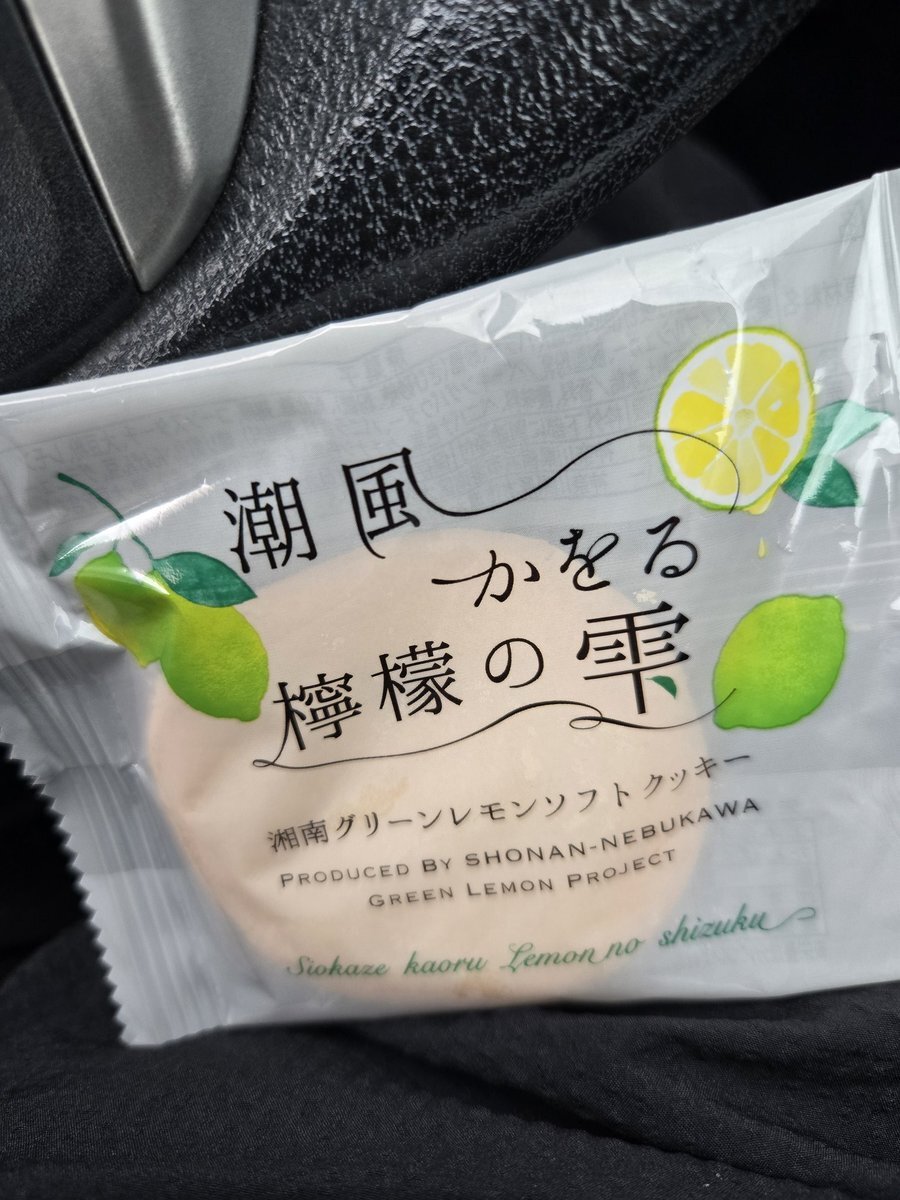 潮風
かをる
檸檬の雫
湘南グリーンレモンソフトクッキー
PRODUCED BY SHONAN-NEBUKAWA
GREEN LEMON PROJECT
Siokaze kaoru Lemon no shizuku